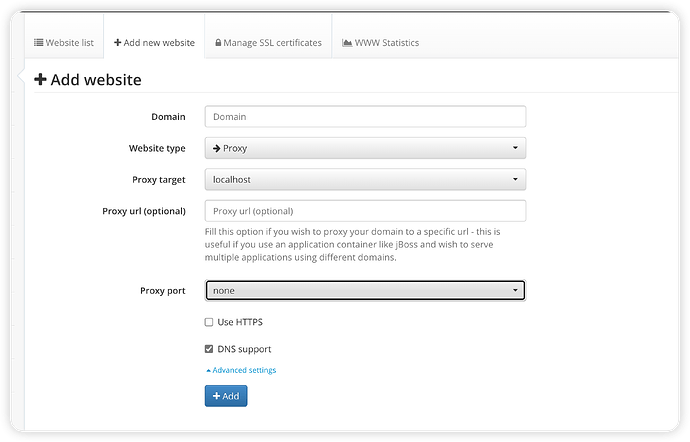 Website list
Add new website
Manage SSL certificates
WWW Statistics
Add website
Domain
Domain
Website type
Proxy
Proxy target
localhost
Proxy url (optional)
Proxy url (optional)
Fill this option if you wish to proxy your domain to a specific url - this is
useful if you use an application container like jBoss and wish to serve
multiple applications using different domains.
Proxy port
none
Use HTTPS
DNS support
Advanced settings
Add